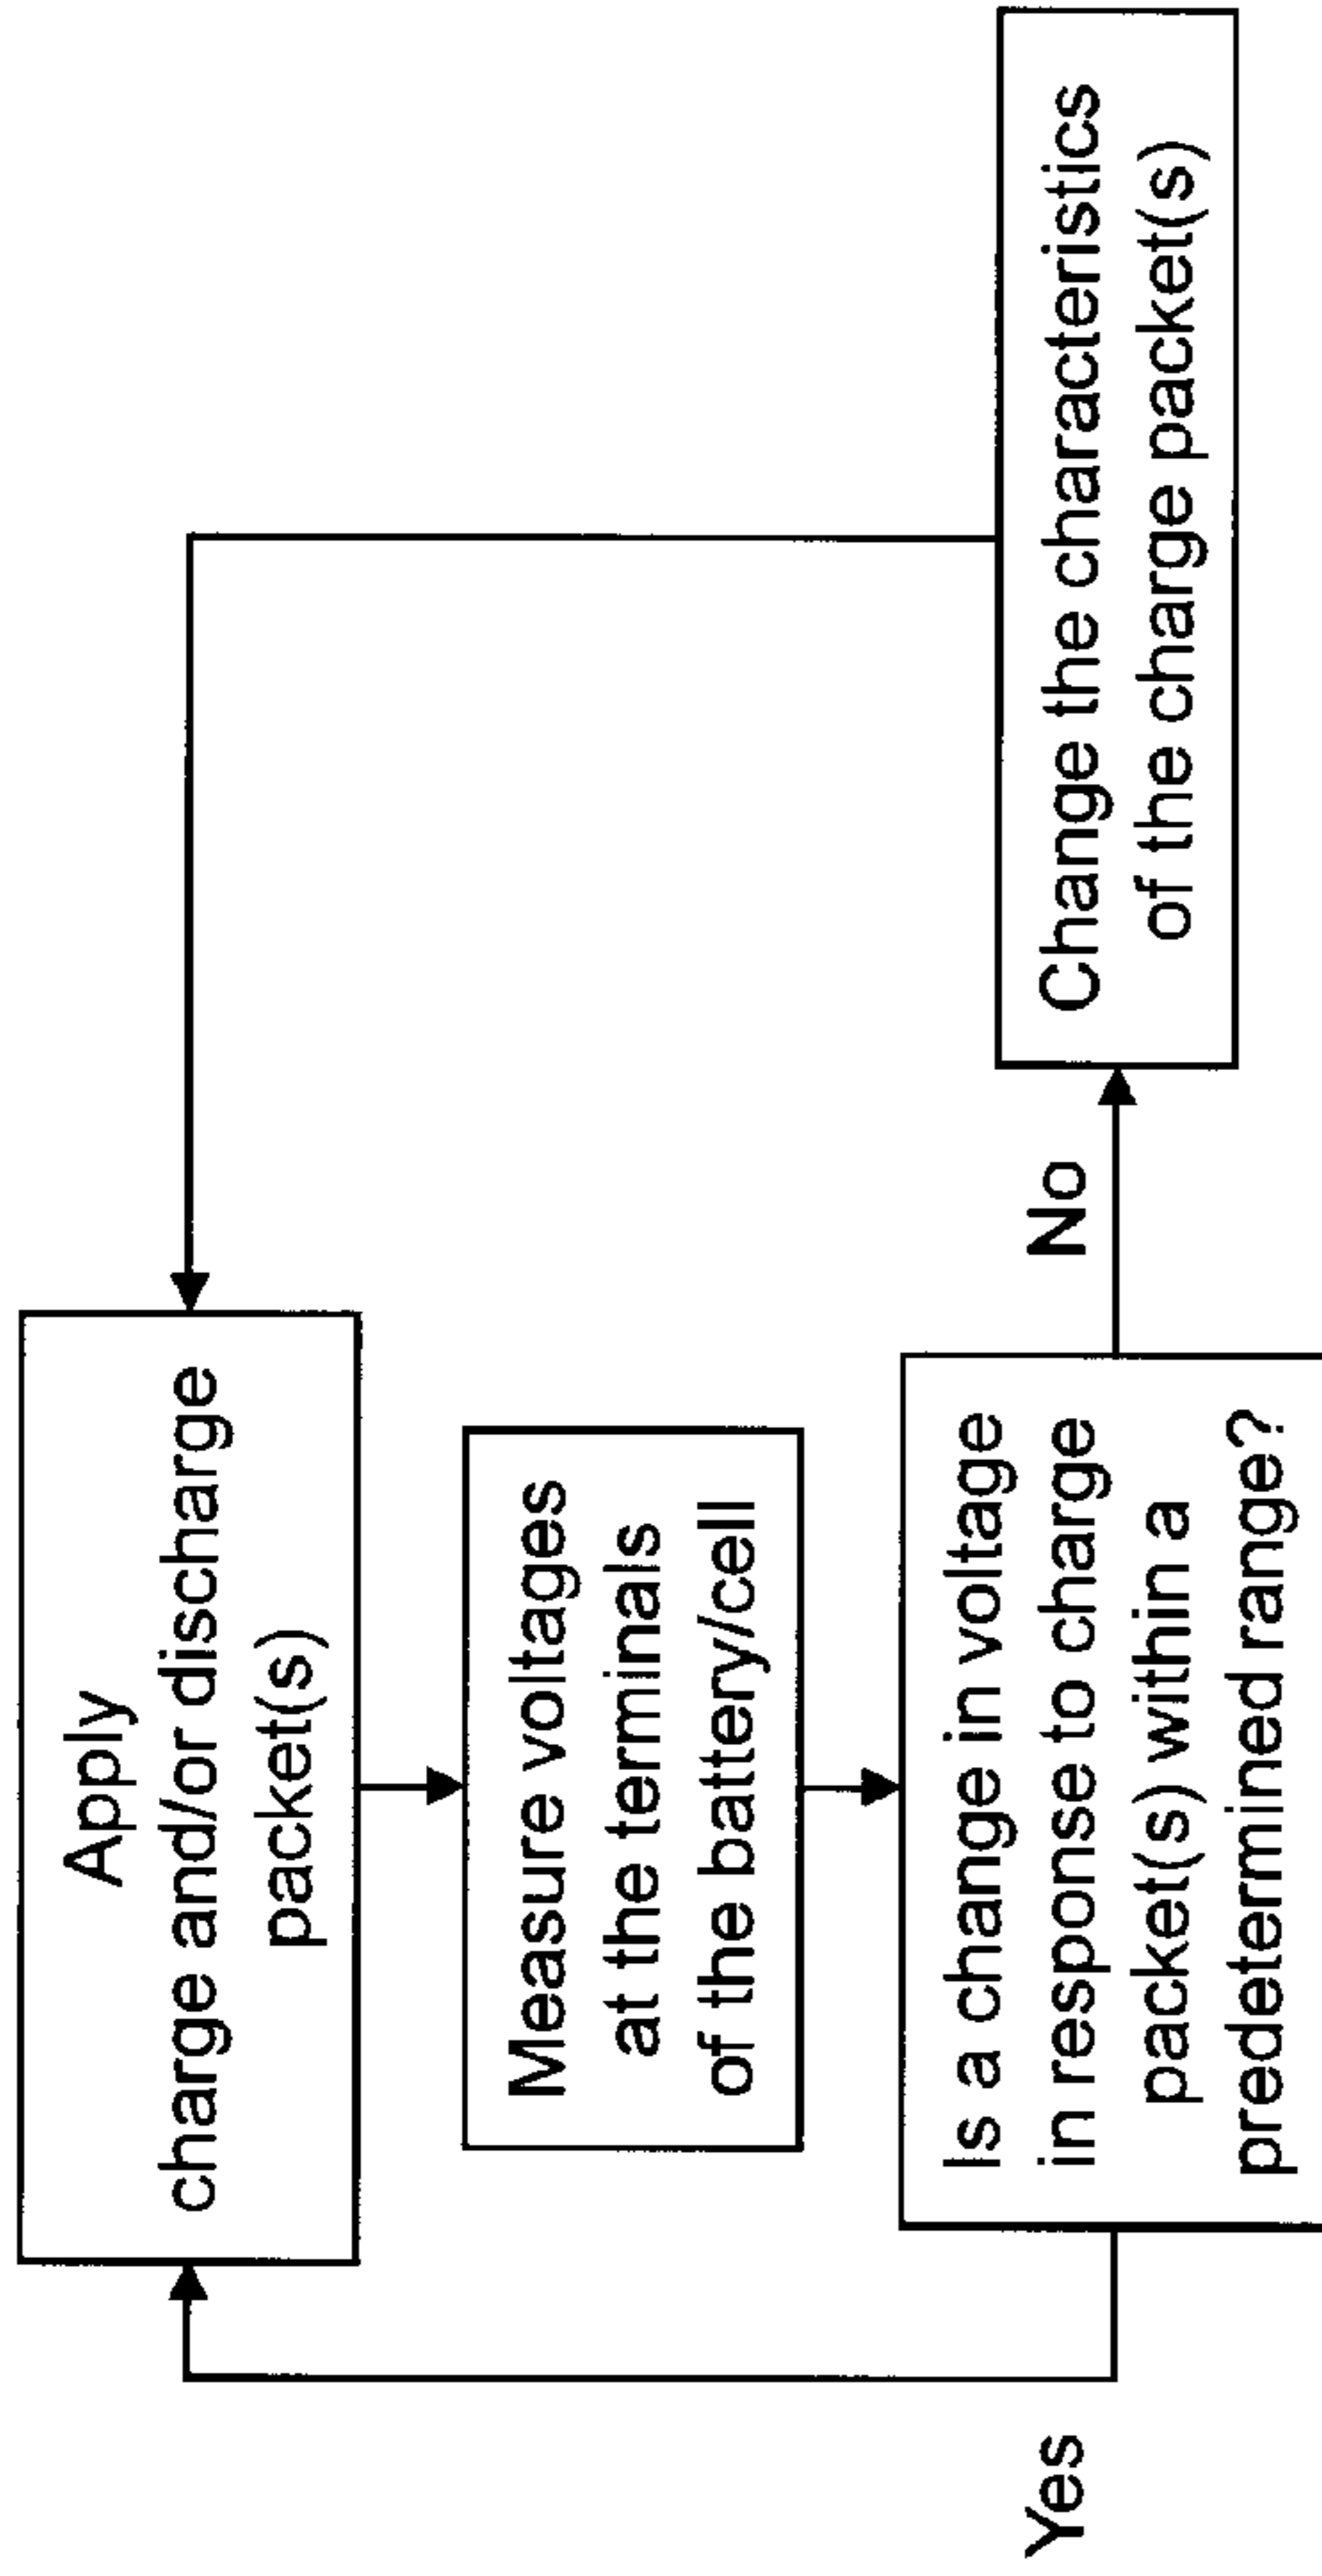 Apply
charge and/or discharge
packet(s)
Measure voltages
at the terminals
of the battery/cell
Is a change in voltage
in response to charge
packet(s) within a
predetermined range?
Yes
No
Change the characteristics
of the charge packet(s)